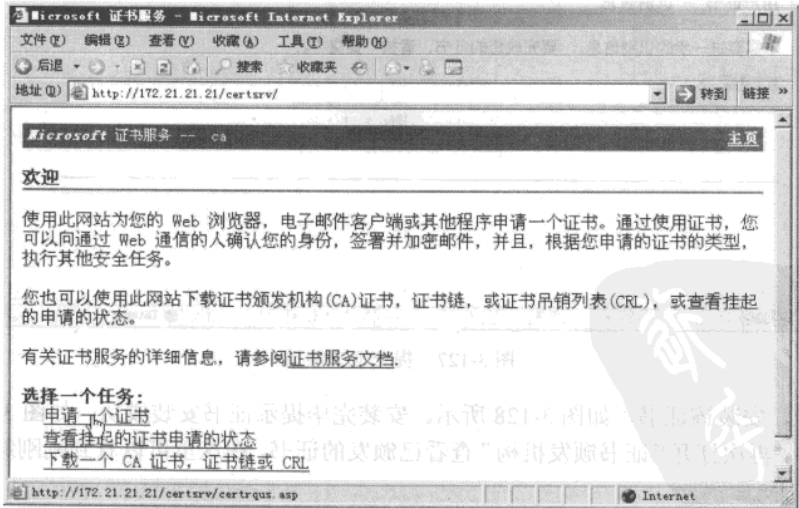 Microsoft 证书服务 - Microsoft Internet Explorer
文件(F) 编辑(E) 查看(V) 收藏(A) 工具(T) 帮助(H)
后退 搜索 收藏夹
地址(D) http://172.21.21.21/certsrv/ 转到 链接 »
Microsoft 证书服务 -- ca 主页
欢迎
使用此网站为您的 Web 浏览器，电子邮件客户端或其他程序申请一个证书。通过使用证书，您
可以向通过 Web 通信的人确认您的身份，签署并加密邮件，并且，根据您申请的证书的类型，
执行其他安全任务。
您也可以使用此网站下载证书颁发机构(CA)证书，证书链，或证书吊销列表(CRL)，或查看挂起
的申请的状态。
有关证书服务的详细信息，请参阅证书服务文档.
选择一个任务：
申请一个证书
查看挂起的证书申请的状态
下载一个 CA 证书，证书链或 CRL
http://172.21.21.21/certsrv/certrqus.asp Internet